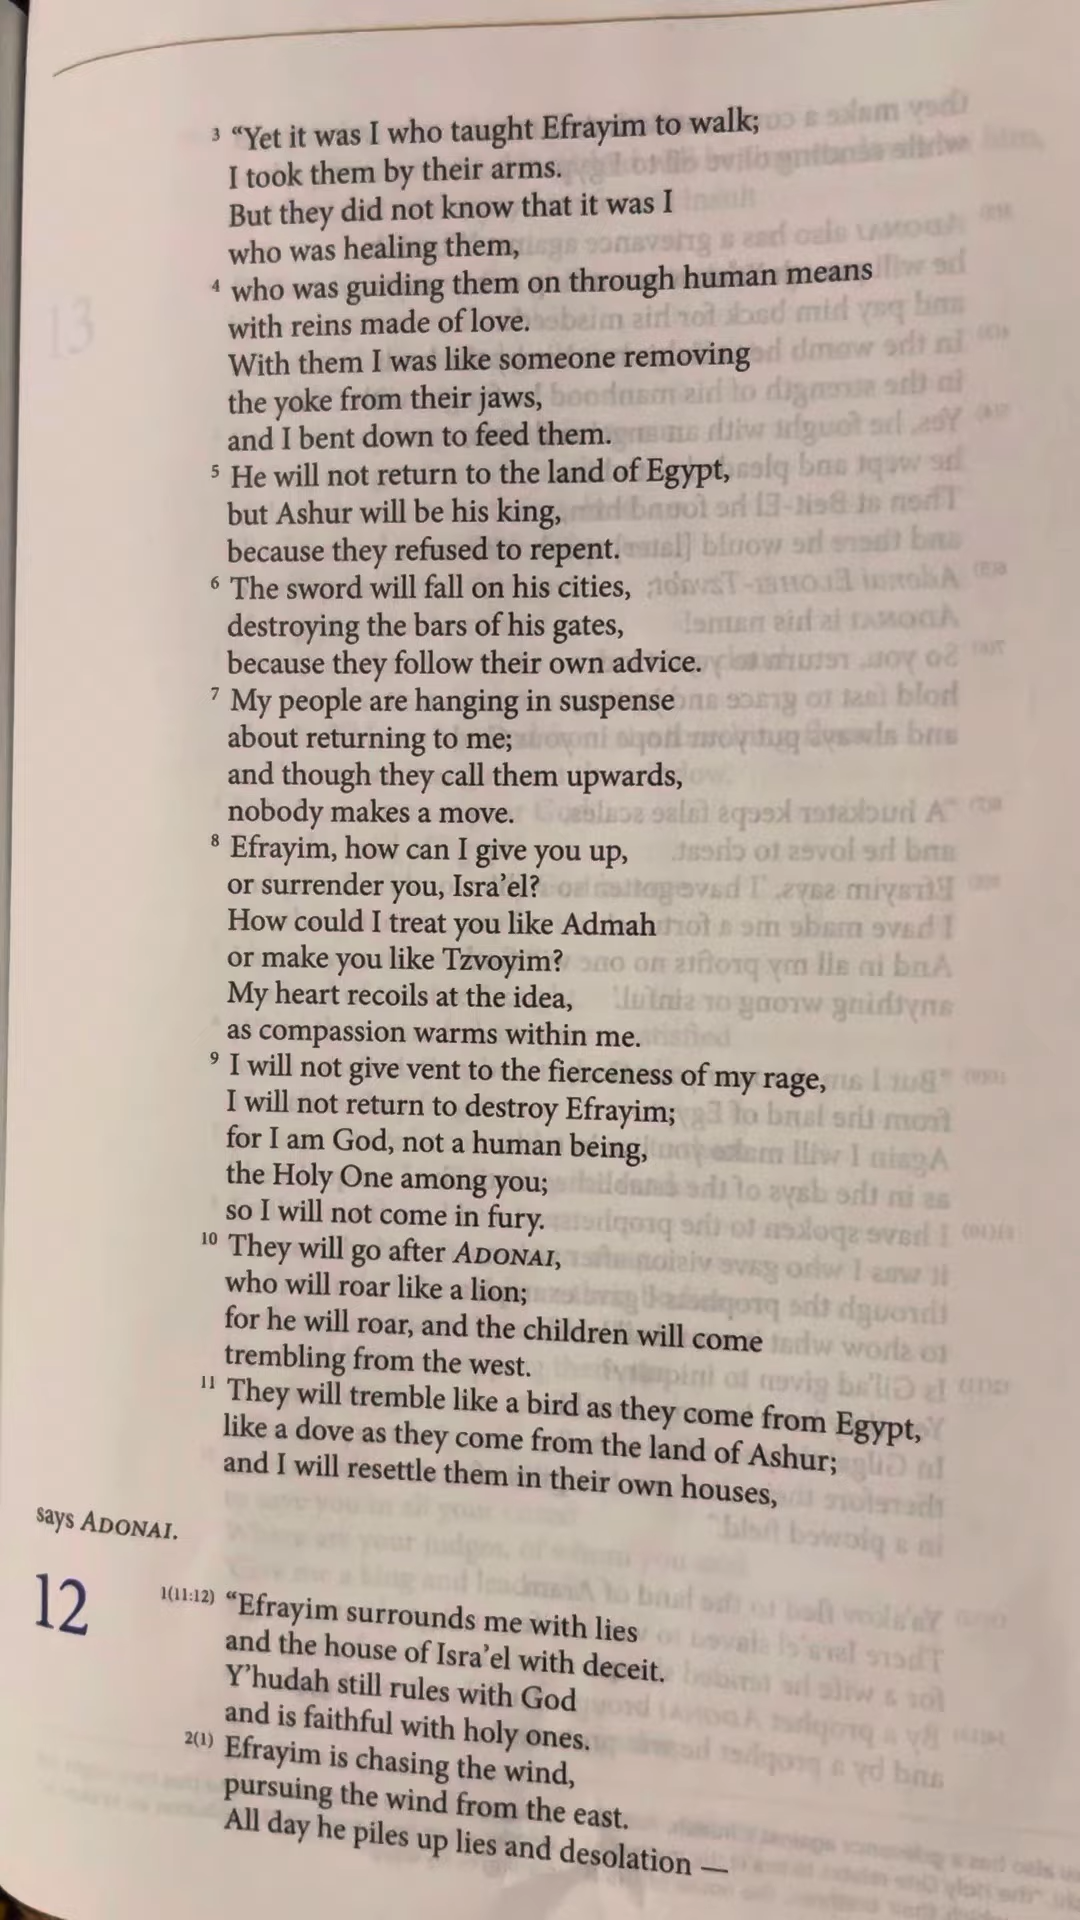 3 “Yet it was I who taught Efrayim to walk;
I took them by their arms.
But they did not know that it was I
who was healing them,
4 who was guiding them on through human means
with reins made of love.
With them I was like someone removing
the yoke from their jaws,
and I bent down to feed them.
5 He will not return to the land of Egypt,
but Ashur will be his king,
because they refused to repent.
6 The sword will fall on his cities,
destroying the bars of his gates,
because they follow their own advice.
7 My people are hanging in suspense
about returning to me;
and though they call them upwards,
nobody makes a move.
8 Efrayim, how can I give you up,
or surrender you, Isra’el?
How could I treat you like Admah
or make you like Tzvoyim?
My heart recoils at the idea,
as compassion warms within me.
9 I will not give vent to the fierceness of my rage,
I will not return to destroy Efrayim;
for I am God, not a human being,
the Holy One among you;
so I will not come in fury.
10 They will go after ADONAI,
who will roar like a lion;
for he will roar, and the children will come
trembling from the west.
11 They will tremble like a bird as they come from Egypt,
like a dove as they come from the land of Ashur;
and I will resettle them in their own houses,
says ADONAI.
12 1(11:12) “Efrayim surrounds me with lies
and the house of Isra’el with deceit.
Y’hudah still rules with God
and is faithful with holy ones.
2(1) Efrayim is chasing the wind,
pursuing the wind from the east.
All day he piles up lies and desolation —